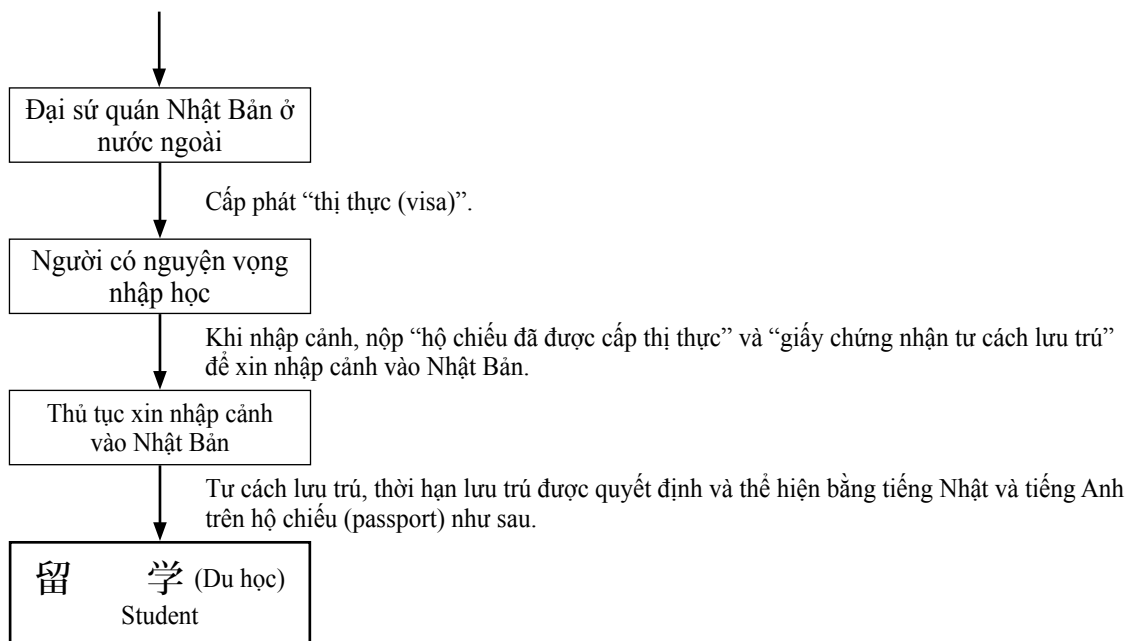 Đại sứ quán Nhật Bản ở
nước ngoài
Cấp phát “thị thực (visa)”.
Người có nguyện vọng
nhập học
Khi nhập cảnh, nộp “hộ chiếu đã được cấp thị thực” và “giấy chứng nhận tư cách lưu trú”
để xin nhập cảnh vào Nhật Bản.
Thủ tục xin nhập cảnh
vào Nhật Bản
Tư cách lưu trú, thời hạn lưu trú được quyết định và thể hiện bằng tiếng Nhật và tiếng Anh
trên hộ chiếu (passport) như sau.
留 学 (Du học)
Student